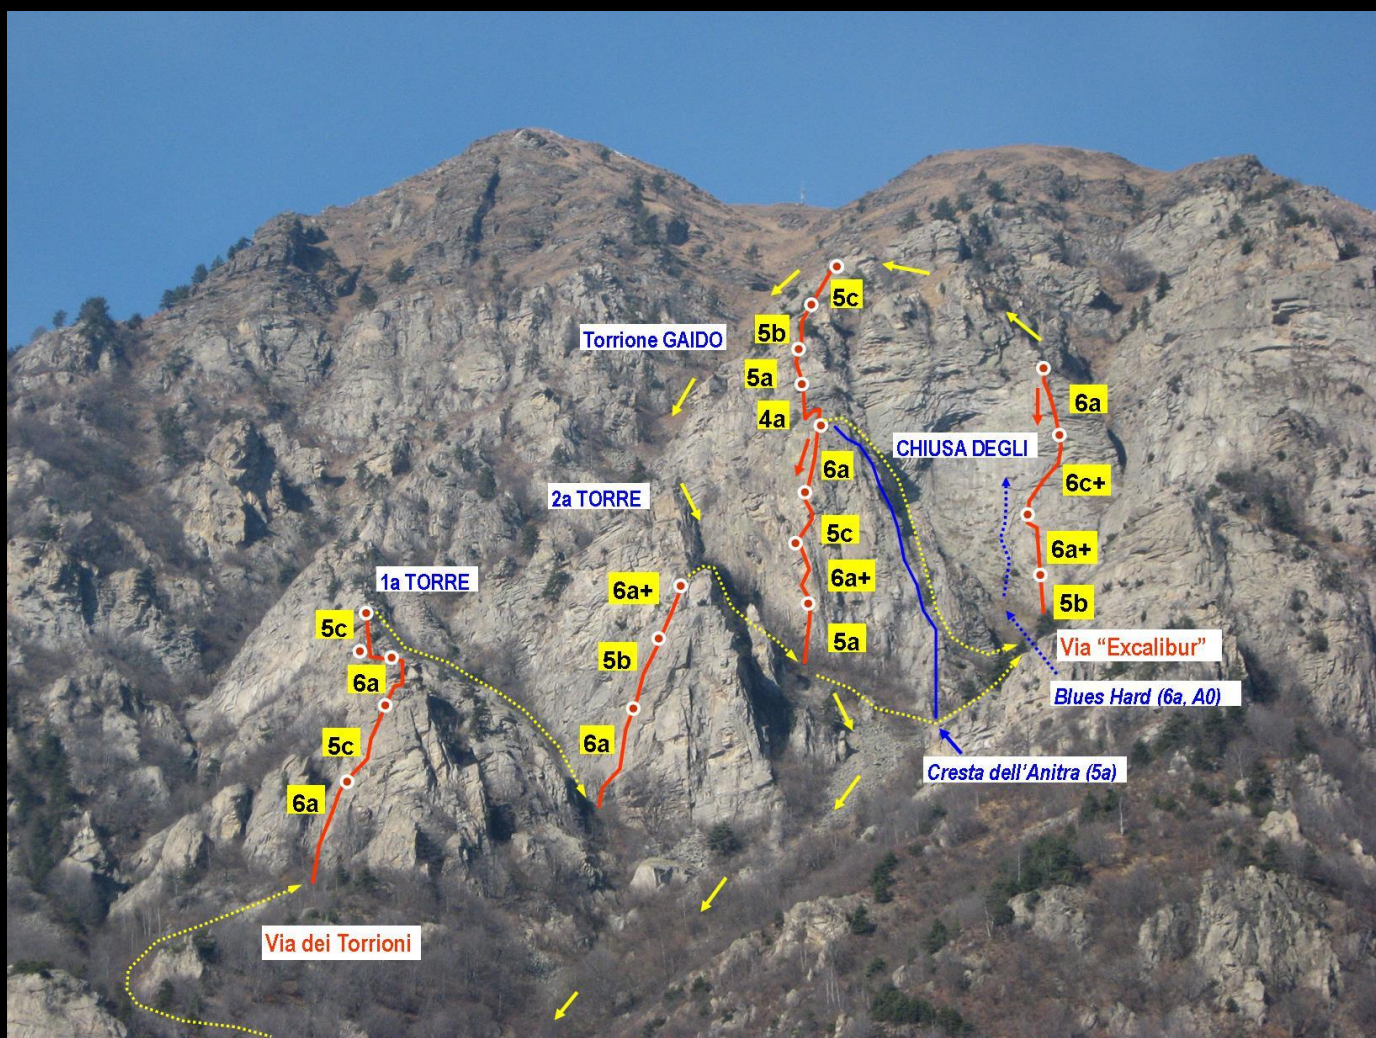 5c
5b
Torrione GAIDO
5a
6a
4a
CHIUSA DEGLI
6a
6c+
2a TORRE
5c
6a+
1a TORRE
6a+
6a+
5b
5c
5a
Via “Excalibur”
5b
6a
Blues Hard (6a, A0)
5c
6a
Cresta dell’Anitra (5a)
6a
Via dei Torrioni